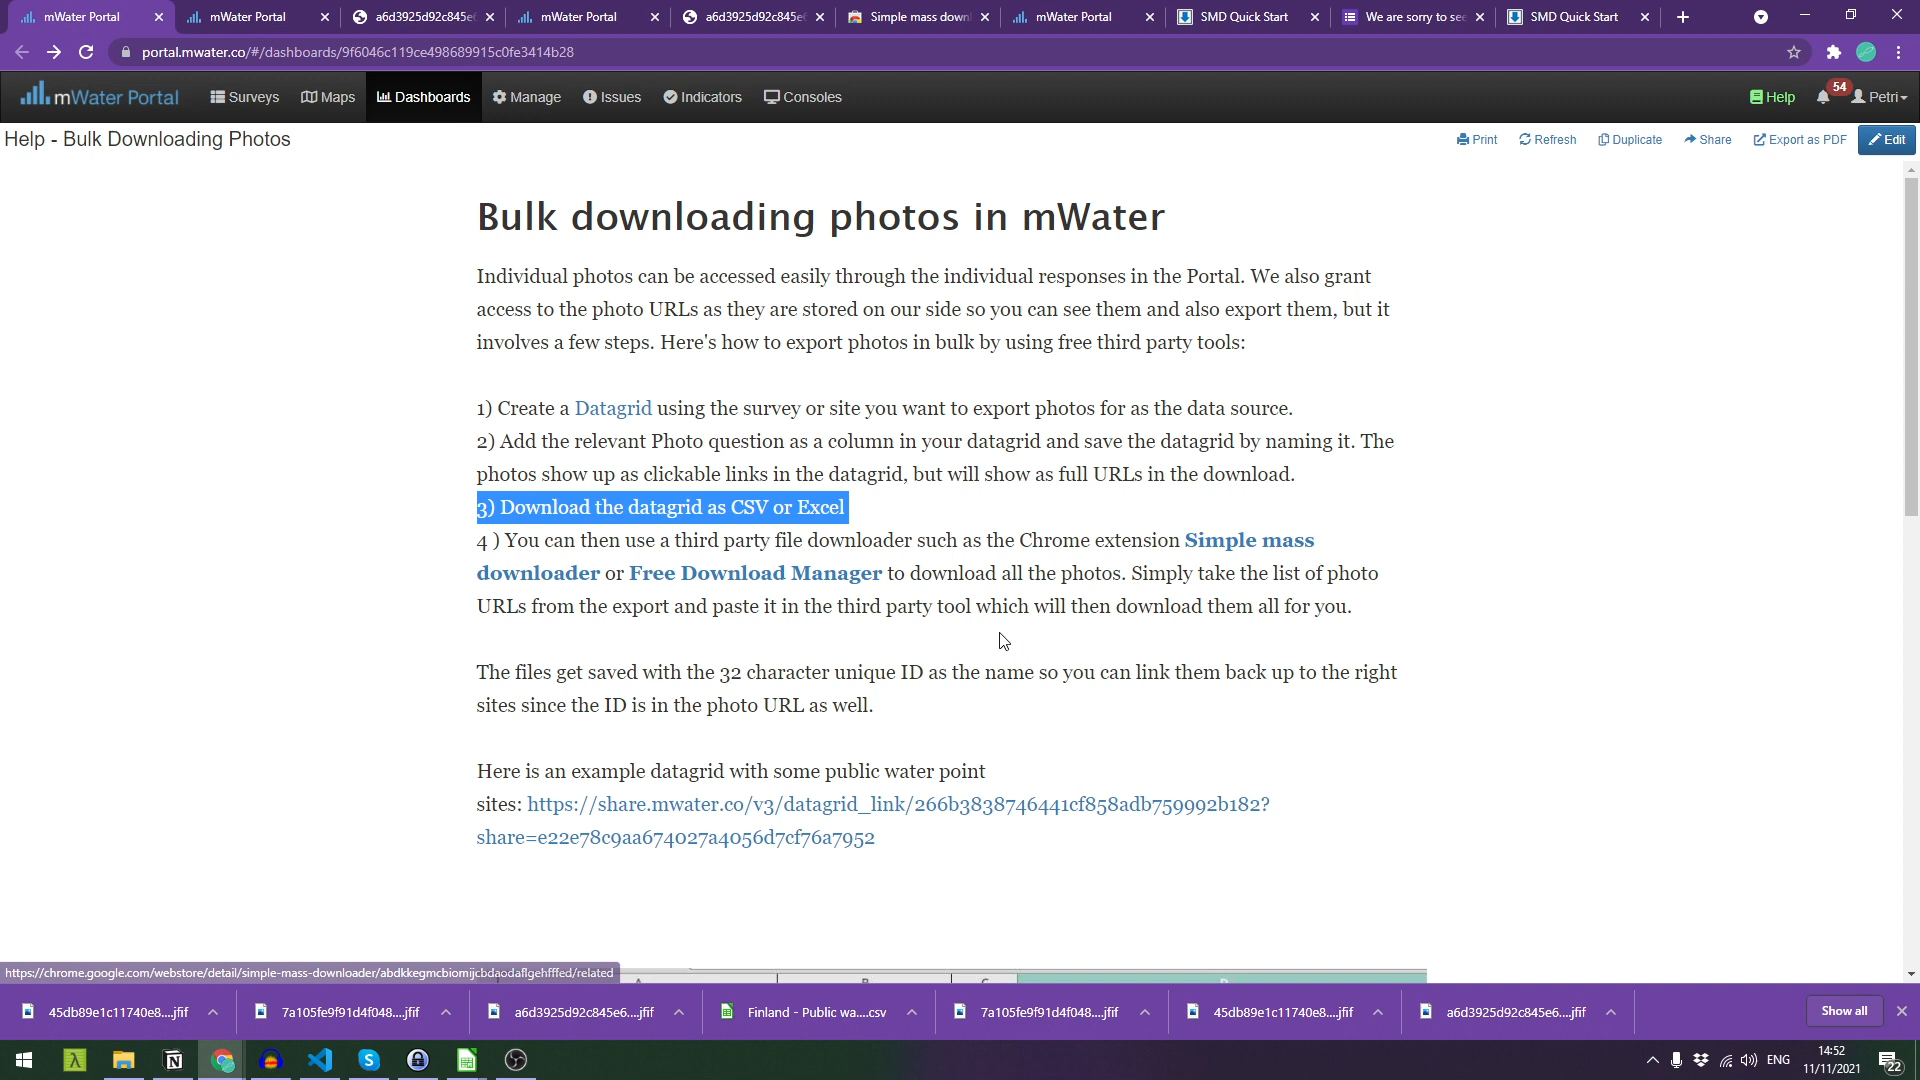 mWater Portal
mWater Portal
a6d3925d92c845e6
mWater Portal
a6d3925d92c845e6
Simple mass down
mWater Portal
SMD Quick Start
We are sorry to see
SMD Quick Start
portal.mwater.co/#/dashboards/9f6046c119ce498689915c0fe3414b28
mWater Portal
Surveys
Maps
Dashboards
Manage
Issues
Indicators
Consoles
Help
54
Petri
Help - Bulk Downloading Photos
Print
Refresh
Duplicate
Share
Export as PDF
Edit
Bulk downloading photos in mWater
Individual photos can be accessed easily through the individual responses in the Portal. We also grant
access to the photo URLs as they are stored on our side so you can see them and also export them, but it
involves a few steps. Here's how to export photos in bulk by using free third party tools:
1) Create a Datagrid using the survey or site you want to export photos for as the data source.
2) Add the relevant Photo question as a column in your datagrid and save the datagrid by naming it. The
photos show up as clickable links in the datagrid, but will show as full URLs in the download.
3) Download the datagrid as CSV or Excel
4 ) You can then use a third party file downloader such as the Chrome extension Simple mass
downloader or Free Download Manager to download all the photos. Simply take the list of photo
URLs from the export and paste it in the third party tool which will then download them all for you.
The files get saved with the 32 character unique ID as the name so you can link them back up to the right
sites since the ID is in the photo URL as well.
Here is an example datagrid with some public water point
sites: https://share.mwater.co/v3/datagrid_link/266b3838746441cf858adb759992b182?
share=e22e78c9aa674027a4056d7cf76a7952
https://chrome.google.com/webstore/detail/simple-mass-downloader/abdkkegmcbiomijcbdaodaflgehfffed/related
45db89e1c11740e8....jfif
7a105fe9f91d4f048....jfif
a6d3925d92c845e6....jfif
Finland - Public wa....csv
7a105fe9f91d4f048....jfif
45db89e1c11740e8....jfif
a6d3925d92c845e6....jfif
Show all
ENG
14:52
11/11/2021
22